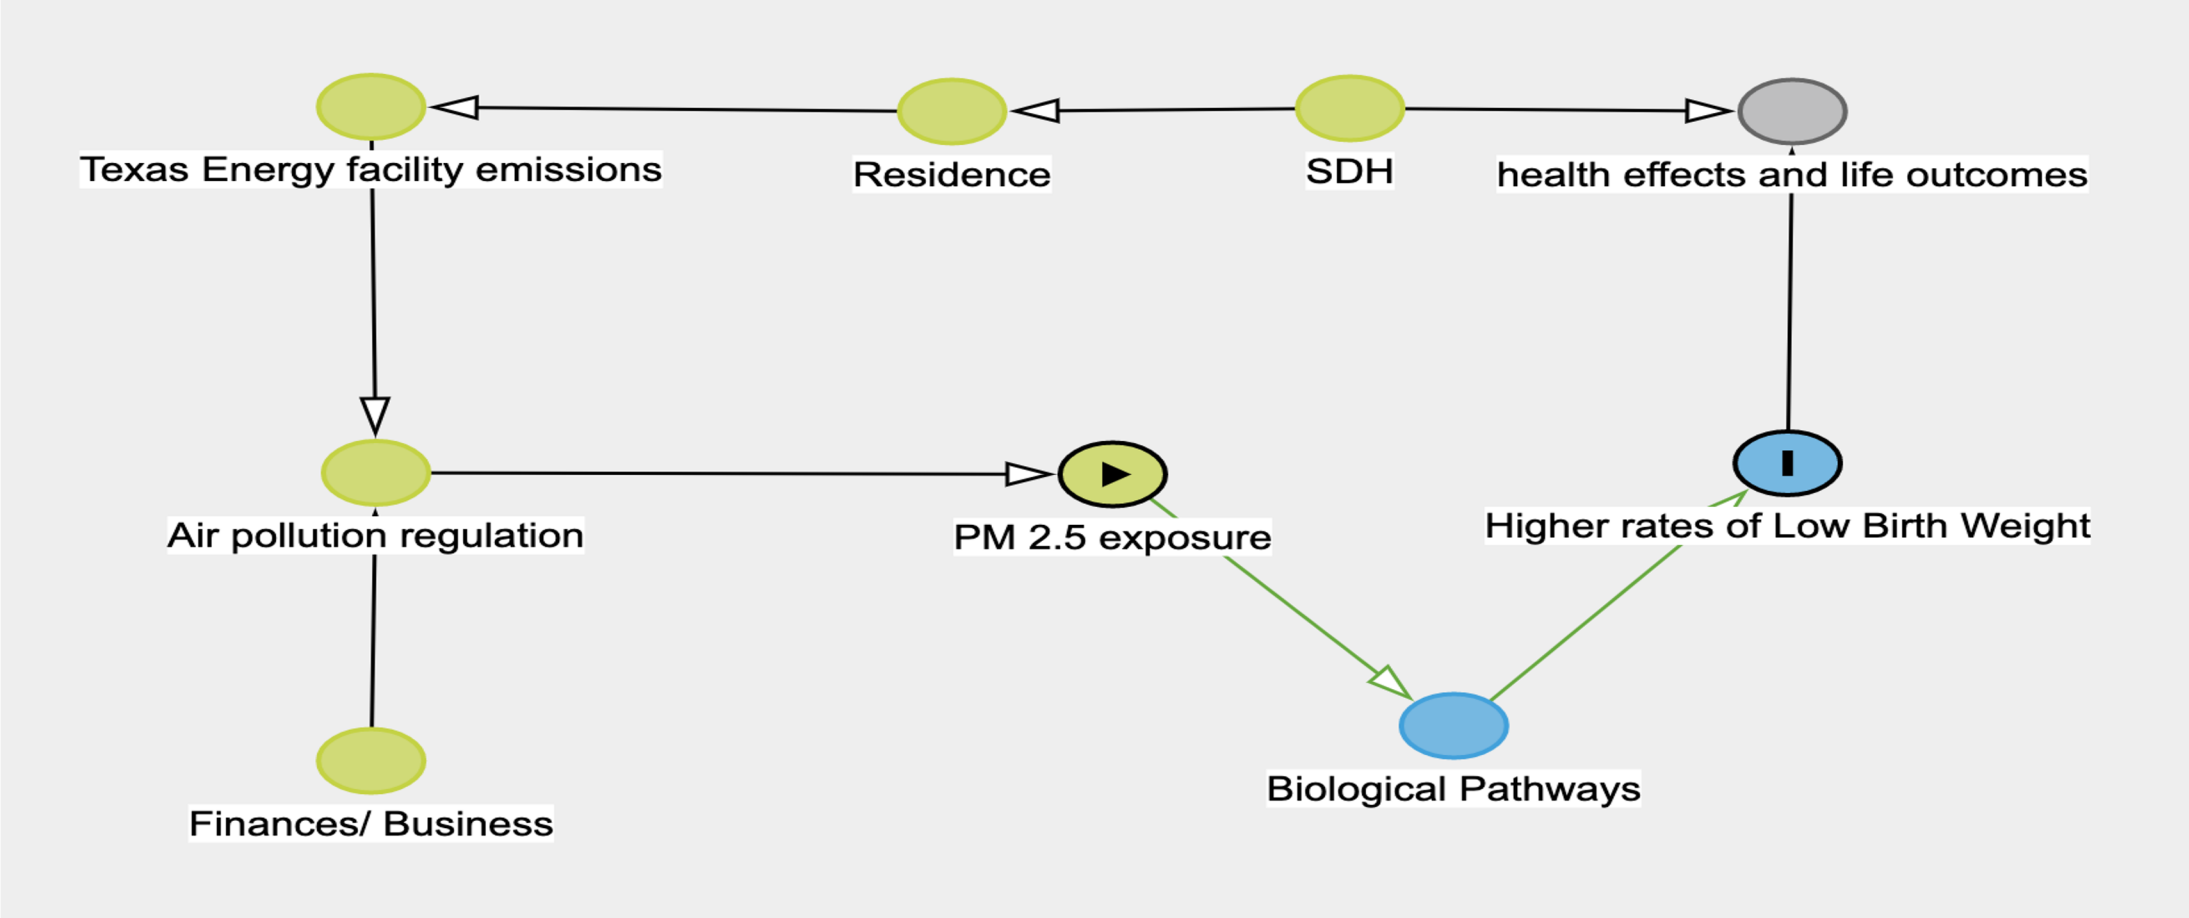 Texas Energy facility emissions
Residence
SDH
health effects and life outcomes
Air pollution regulation
PM 2.5 exposure
Higher rates of Low Birth Weight
Biological Pathways
Finances/ Business